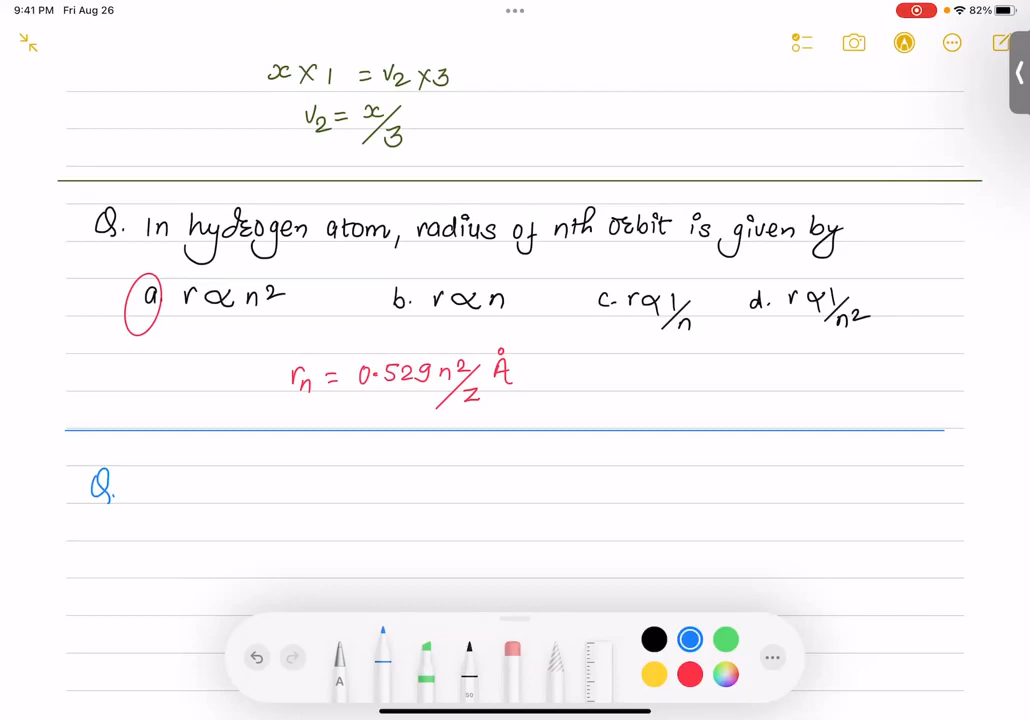 9:41 PM Fri Aug 26 82%
x × 1 = v2 × 3
v2 = x/3
Q. In hydrogen atom, radius of nth orbit is given by
a. r ∝ n² b. r ∝ n c. r ∝ 1/n d. r ∝ 1/n²
rn = 0.529 n²/z Å
Q.
A 50